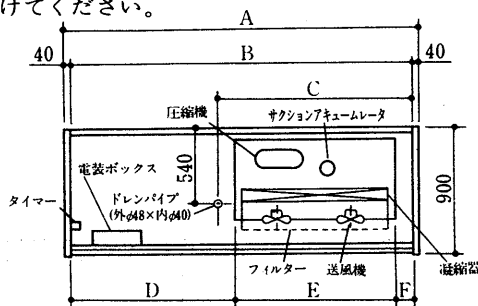 けてください。
A
40
B
40
C
圧縮機
サクションアキュームレータ
電装ボックス
540
900
タイマー
ドレンパイプ
(外φ48×内φ40)
フィルター
送風機
凝縮器
D
E
F